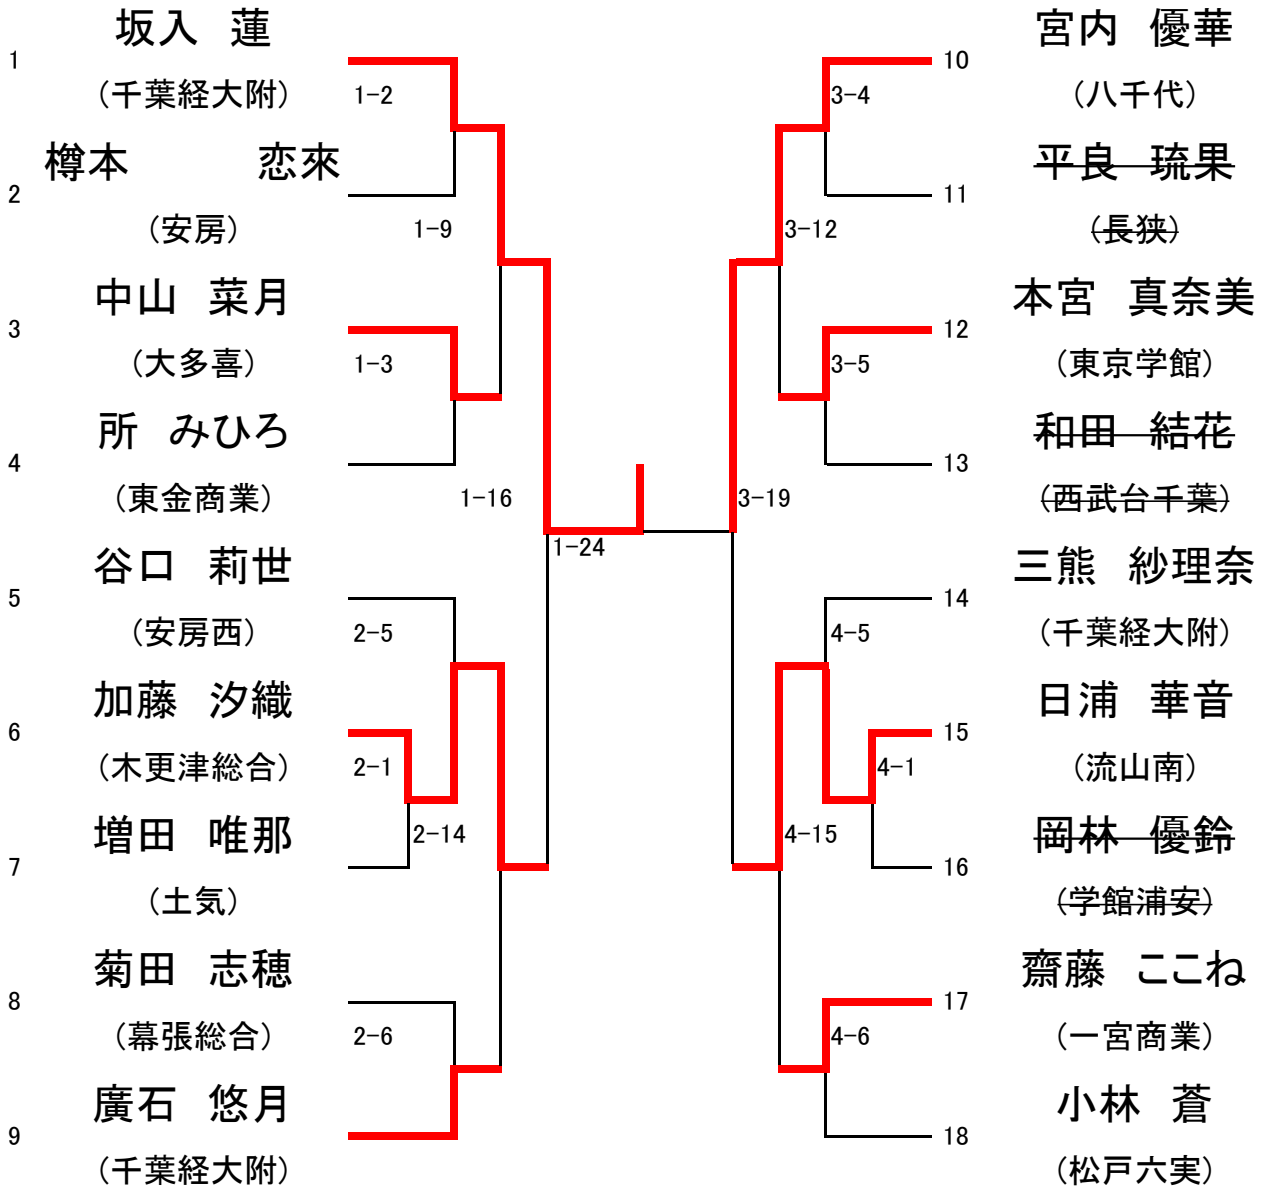 坂入 蓮
1
(千葉経大附)
1-2
樽本 恋來
2
(安房)
1-9
中山 菜月
3
(大多喜)
1-3
所 みひろ
4
(東金商業)
1-16
谷口 莉世
5
(安房西)
2-5
加藤 汐織
6
(木更津総合)
2-1
増田 唯那
7
(土気)
2-14
菊田 志穂
8
(幕張総合)
2-6
廣石 悠月
9
(千葉経大附)
1-24
宮内 優華
10
(八千代)
3-4
平良 琉果
11
(長狭)
3-12
本宮 真奈美
12
(東京学館)
3-5
和田 結花
13
(西武台千葉)
3-19
三熊 紗理奈
14
(千葉経大附)
4-5
日浦 華音
15
(流山南)
4-1
岡林 優鈴
16
(学館浦安)
4-15
齋藤 ここね
17
(一宮商業)
4-6
小林 蒼
18
(松戸六実)